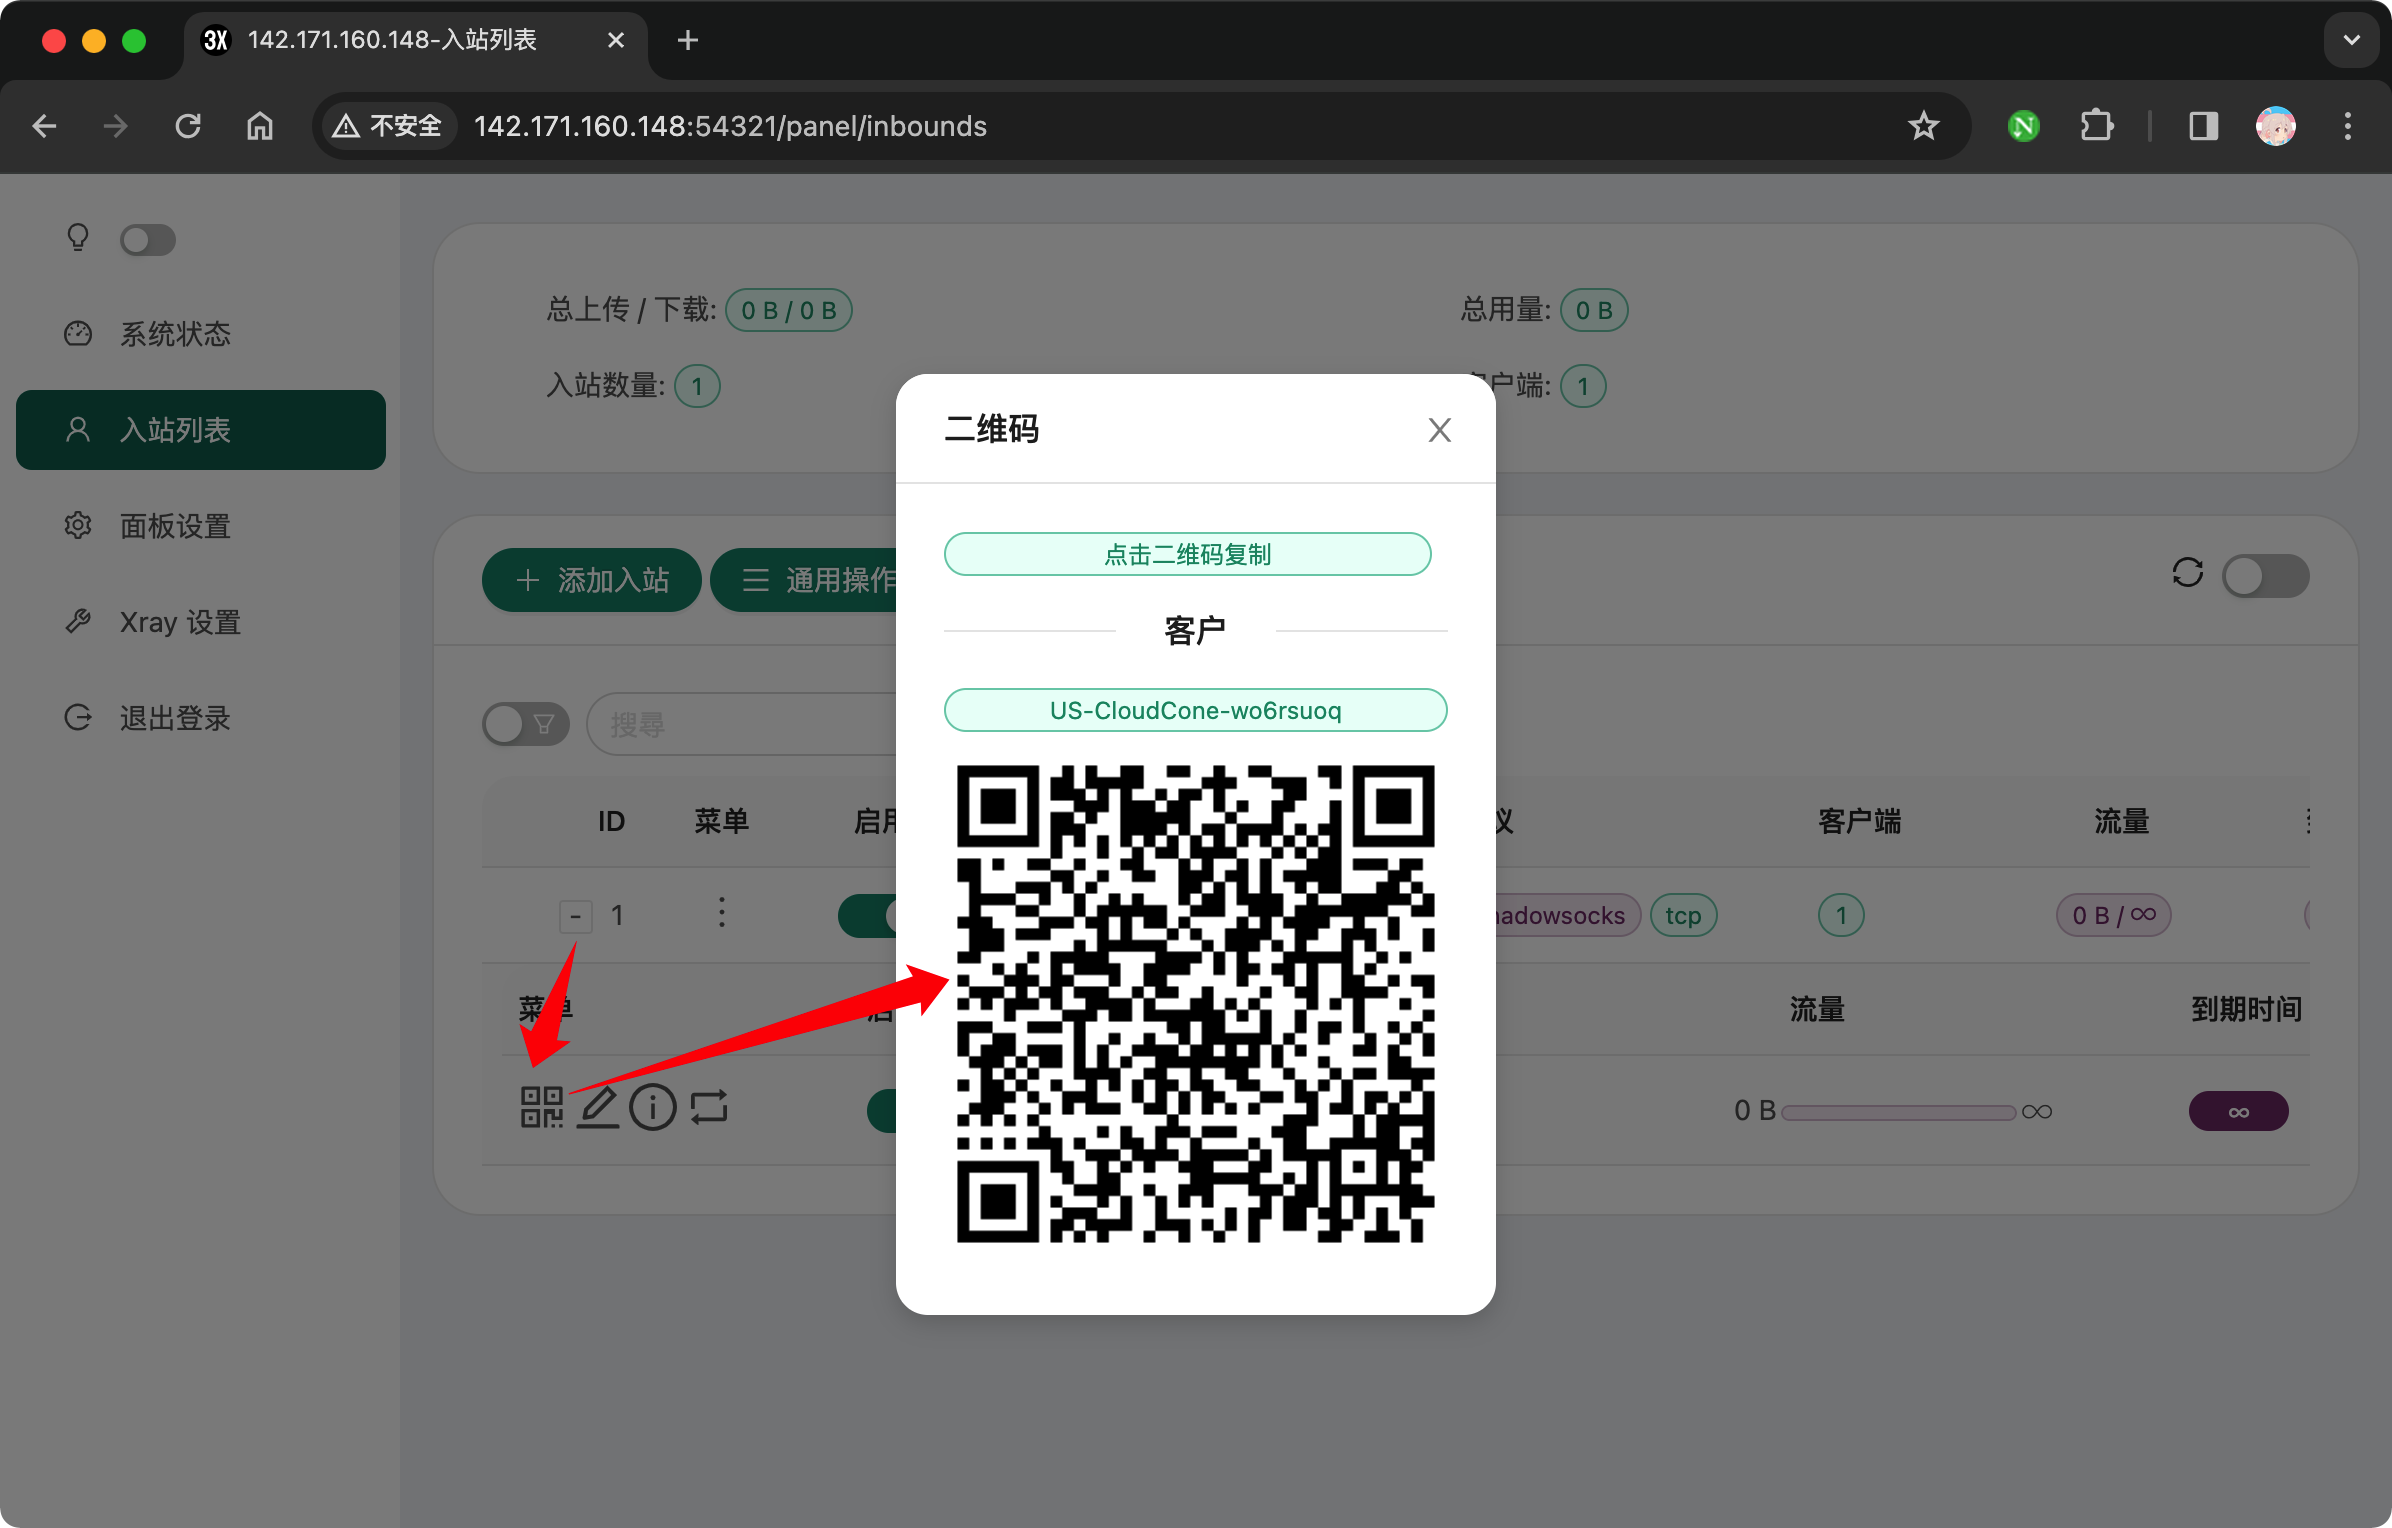 3X 142.171.160.148-入站列表
不安全 142.171.160.148:54321/panel/inbounds
系统状态
入站列表
面板设置
Xray 设置
退出登录
总上传 / 下载: 0 B / 0 B
总用量: 0 B
入站数量: 1
客户端: 1
添加入站
通用操作
搜尋
ID 菜单 启用 客户端 流量
- 1
hadowsocks tcp 1 0 B / ∞
菜单 流量 到期时间
0 B ∞ ∞
二维码
点击二维码复制
客户
US-CloudCone-wo6rsuoq